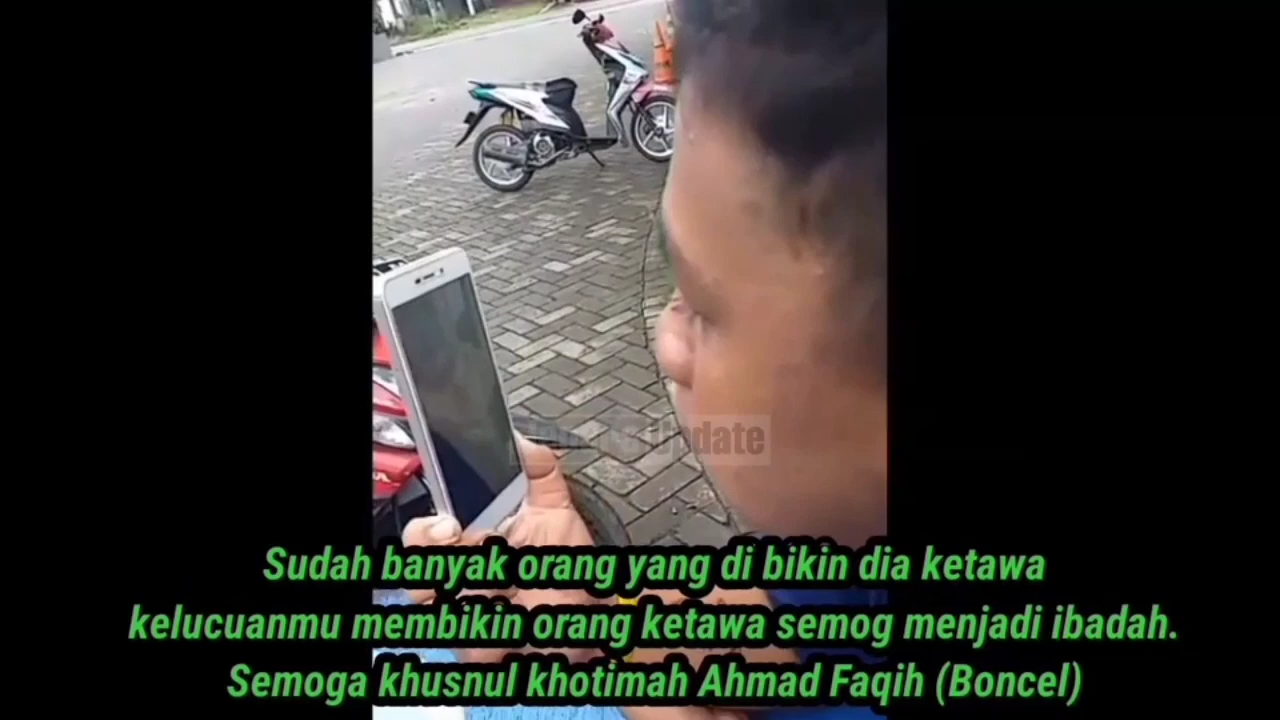 Update
Sudah banyak orang yang di bikin dia ketawa
kelucuanmu membikin orang ketawa semog menjadi ibadah.
Semoga khusnul khotimah Ahmad Faqih (Boncel)